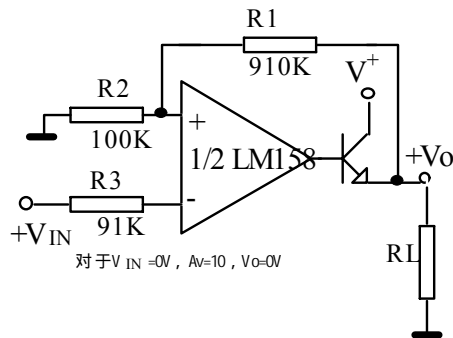 R1
910K
V+
R2
100K
+
1/2 LM158
+Vo
R3
-
+VIN
91K
RL
对于V IN =0V , Av=10 , Vo=0V